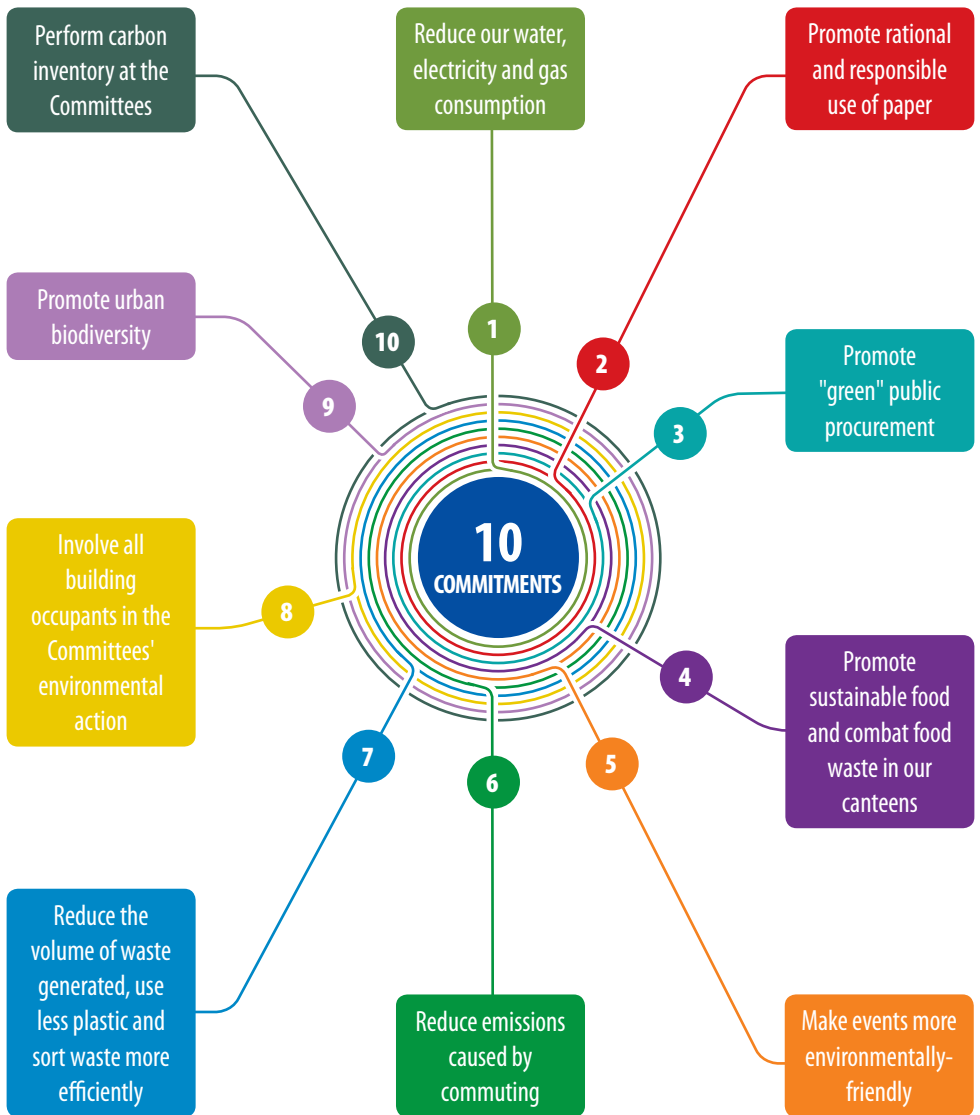 10
COMMITMENTS
1
Reduce our water,
electricity and gas
consumption
2
Promote rational
and responsible
use of paper
3
Promote
"green" public
procurement
4
Promote
sustainable food
and combat food
waste in our
canteens
5
Make events more
environmentally-
friendly
6
Reduce emissions
caused by
commuting
7
Reduce the
volume of waste
generated, use
less plastic and
sort waste more
efficiently
8
Involve all
building
occupants in the
Committees'
environmental
action
9
Promote urban
biodiversity
10
Perform carbon
inventory at the
Committees